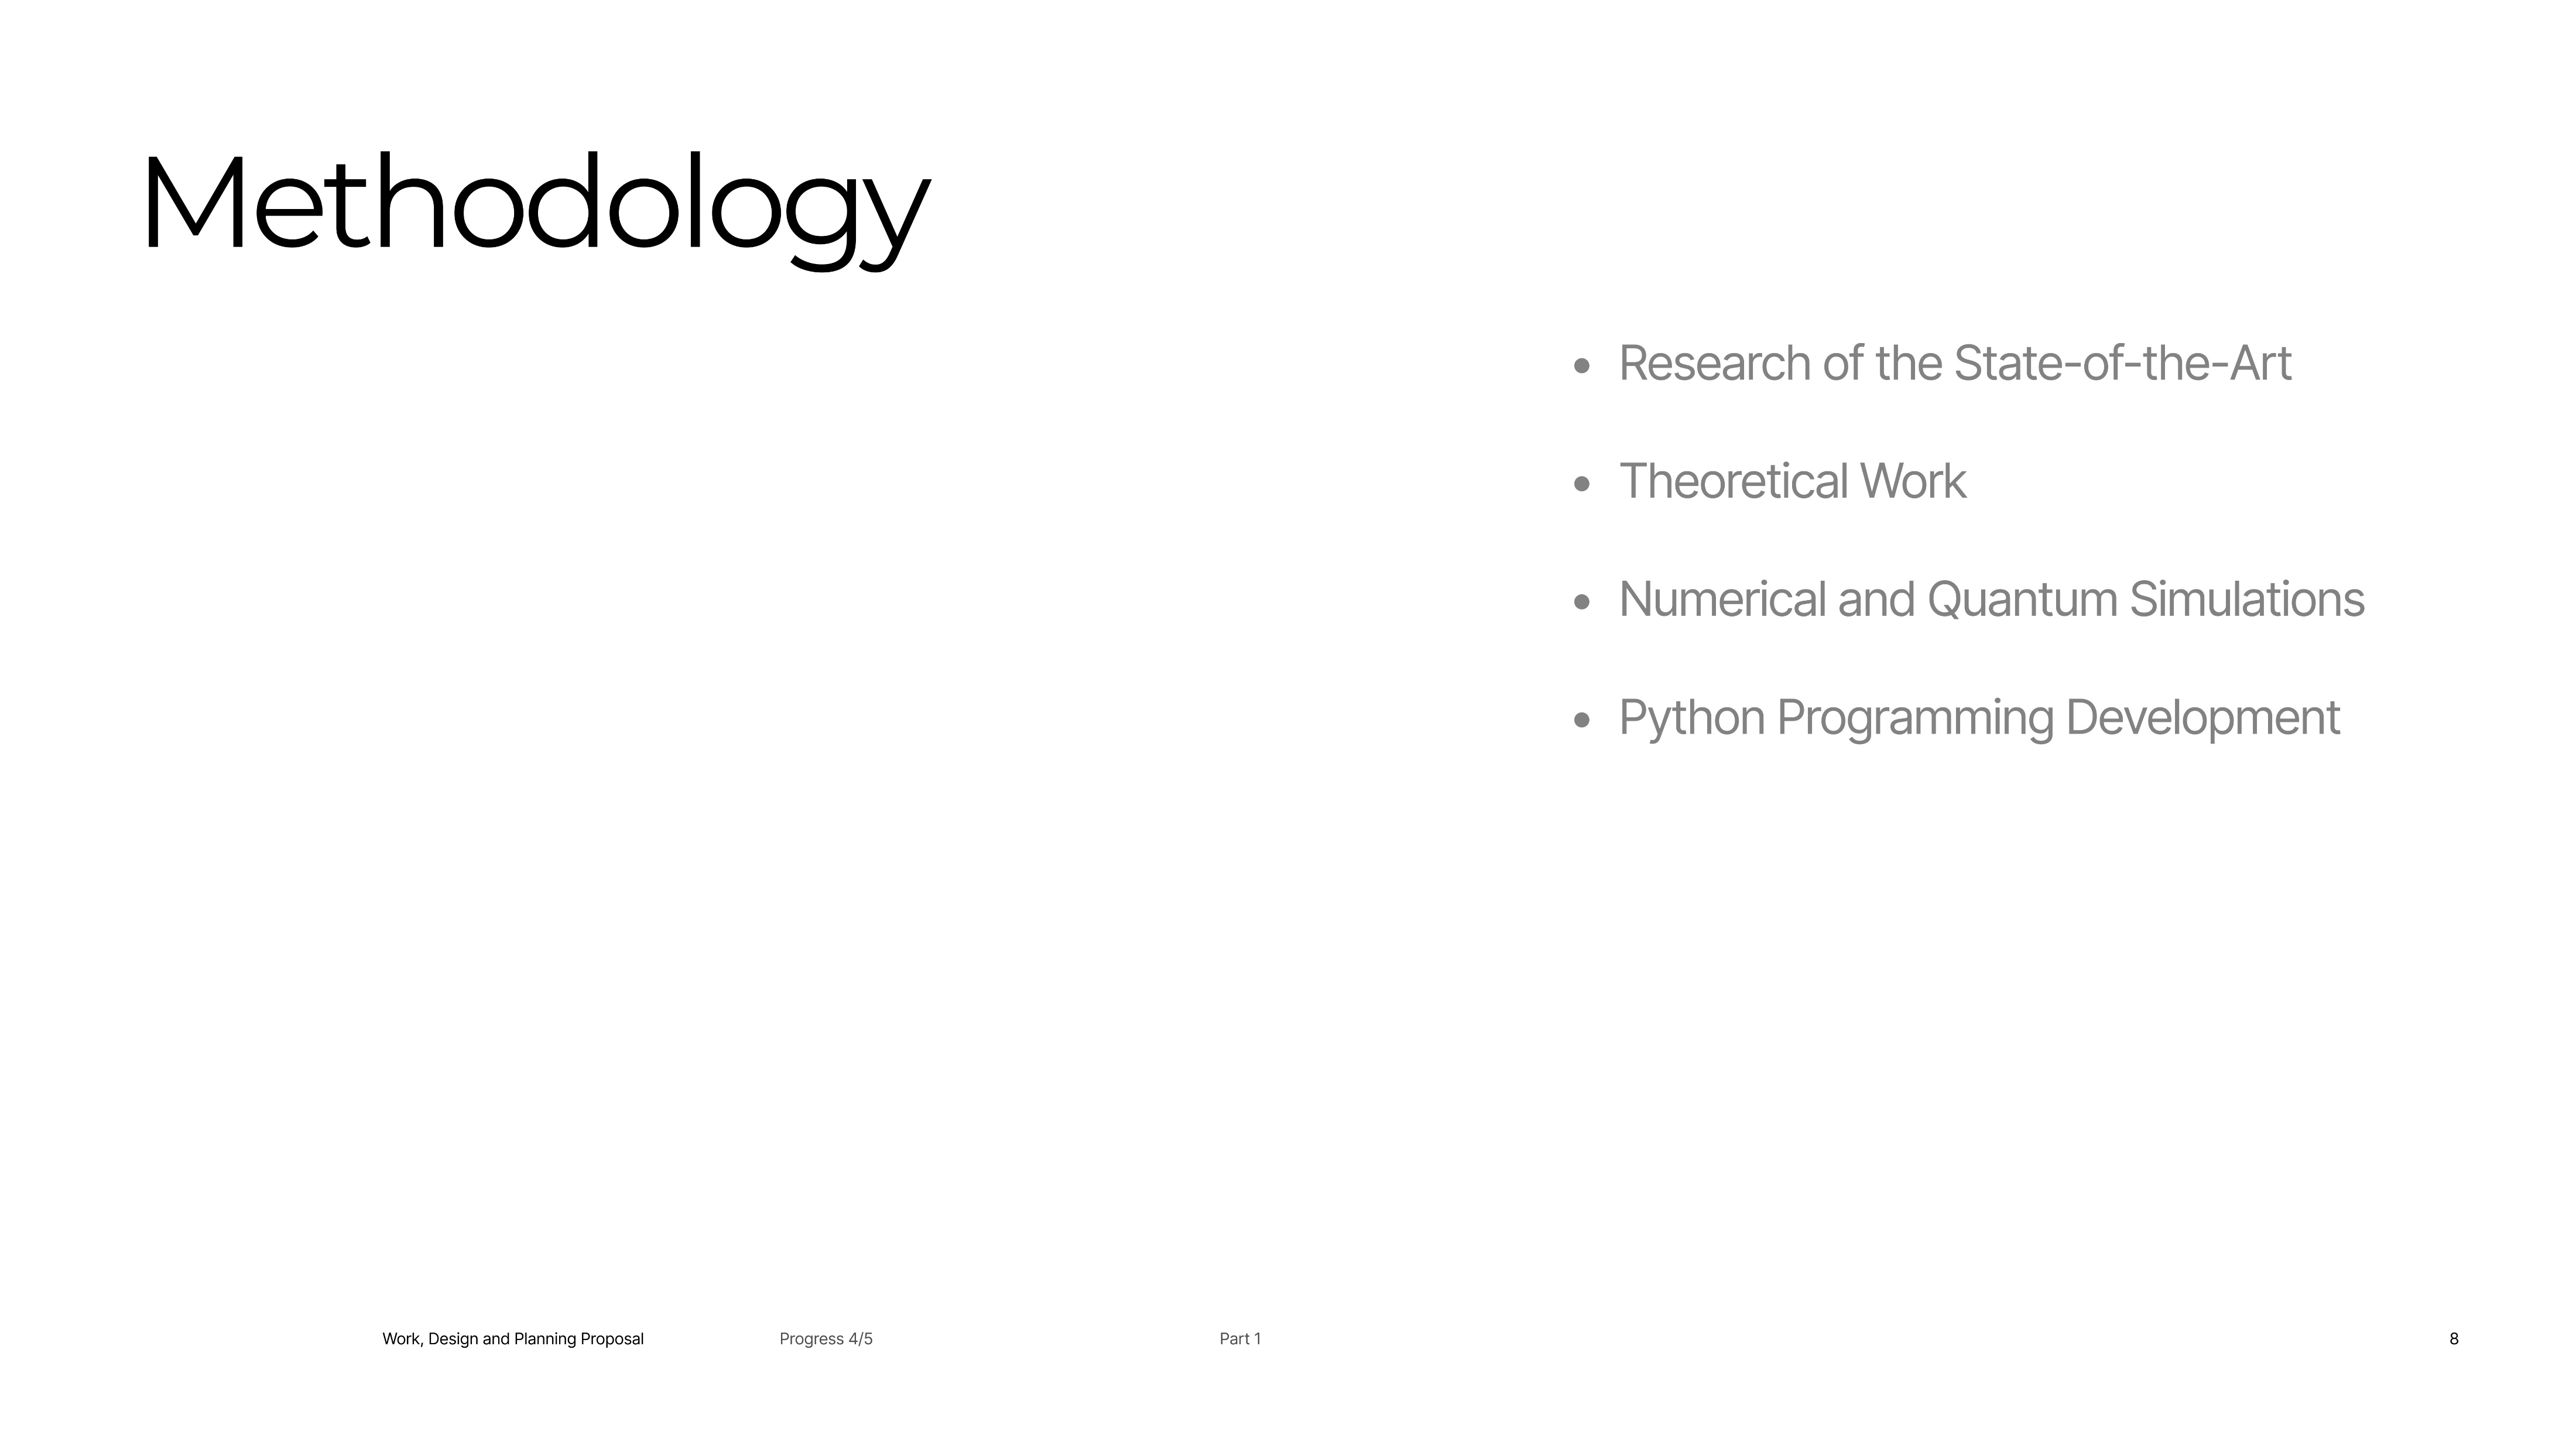 Methodology
• Research of the State-of-the-Art
• Theoretical Work
• Numerical and Quantum Simulations
• Python Programming Development
Work, Design and Planning Proposal
Progress 4/5
Part 1
8